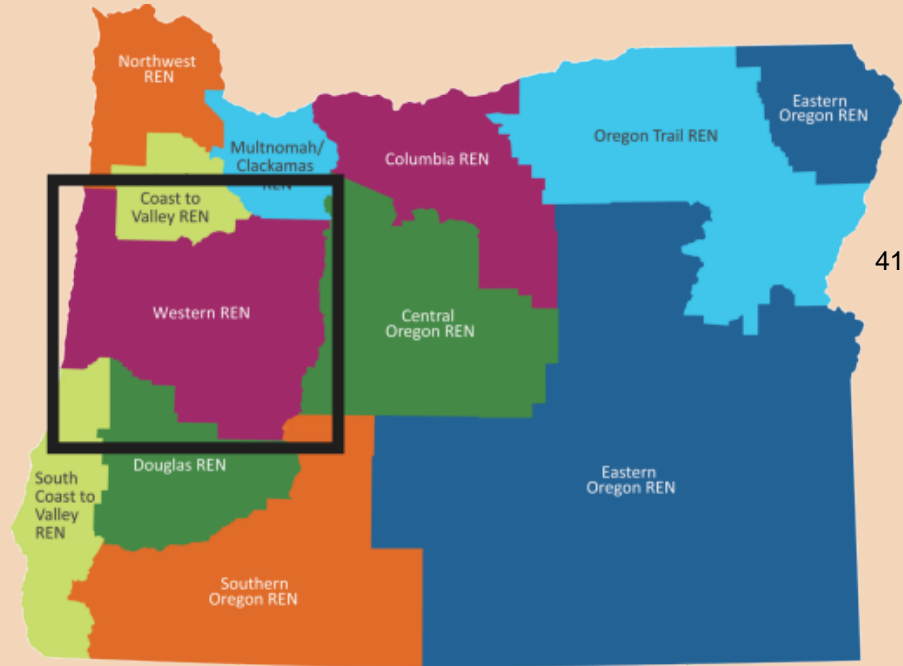 Northwest
REN
Multnomah/
Clackamas
REN
Columbia REN
Oregon Trail REN
Eastern
Oregon REN
Coast to
Valley REN
41
Western REN
Central
Oregon REN
Douglas REN
South
Coast to
Valley
REN
Eastern
Oregon REN
Southern
Oregon REN